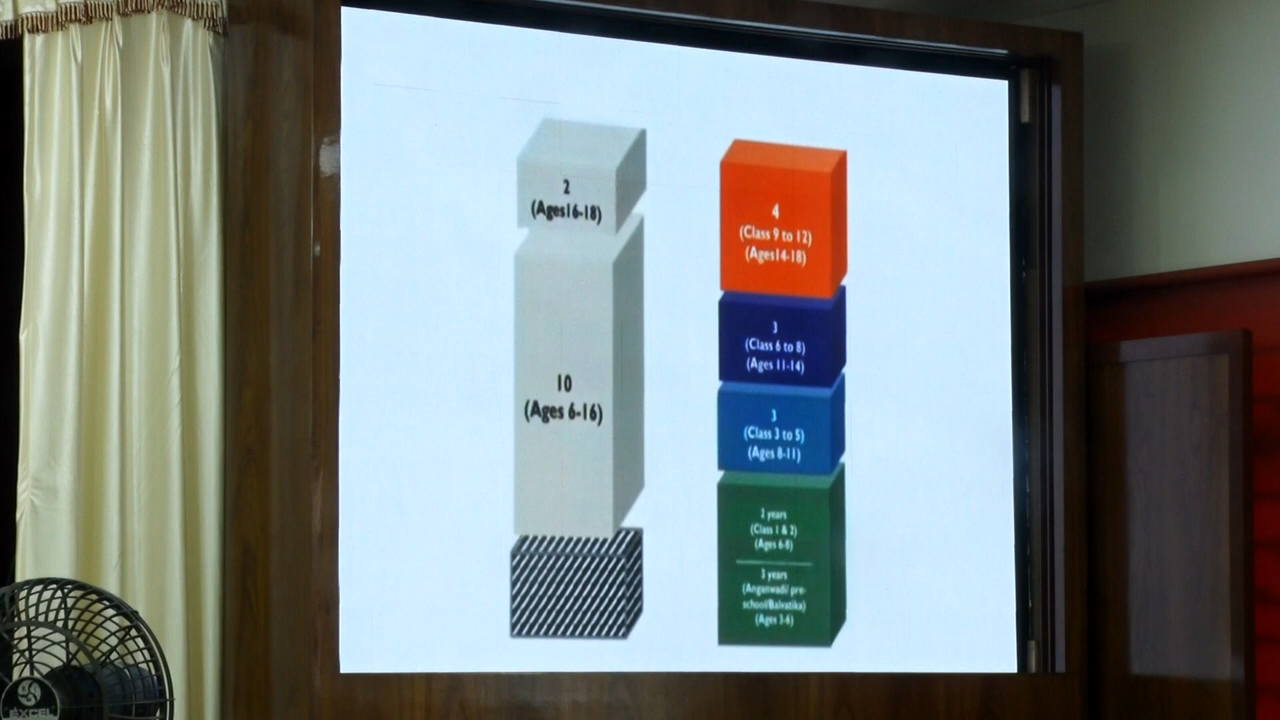 2
(Ages16-18)
10
(Ages 6-16)
4
(Class 9 to 12)
(Ages14-18)
3
(Class 6 to 8)
(Ages 11-14)
3
(Class 3 to 5)
(Ages 8-11)
2 years
(Class 1 & 2)
(Ages 6-8)
3 years
(Anganwadi/ pre-
school/Balvatika)
(Ages 3-6)
EXCEL